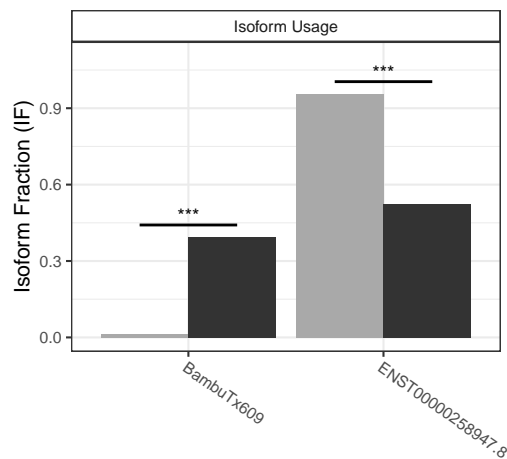 Isoform Usage
Isoform Fraction (IF)
0.9
0.6
0.3
0.0
***
***
BambuTx609
ENST00000258947.8